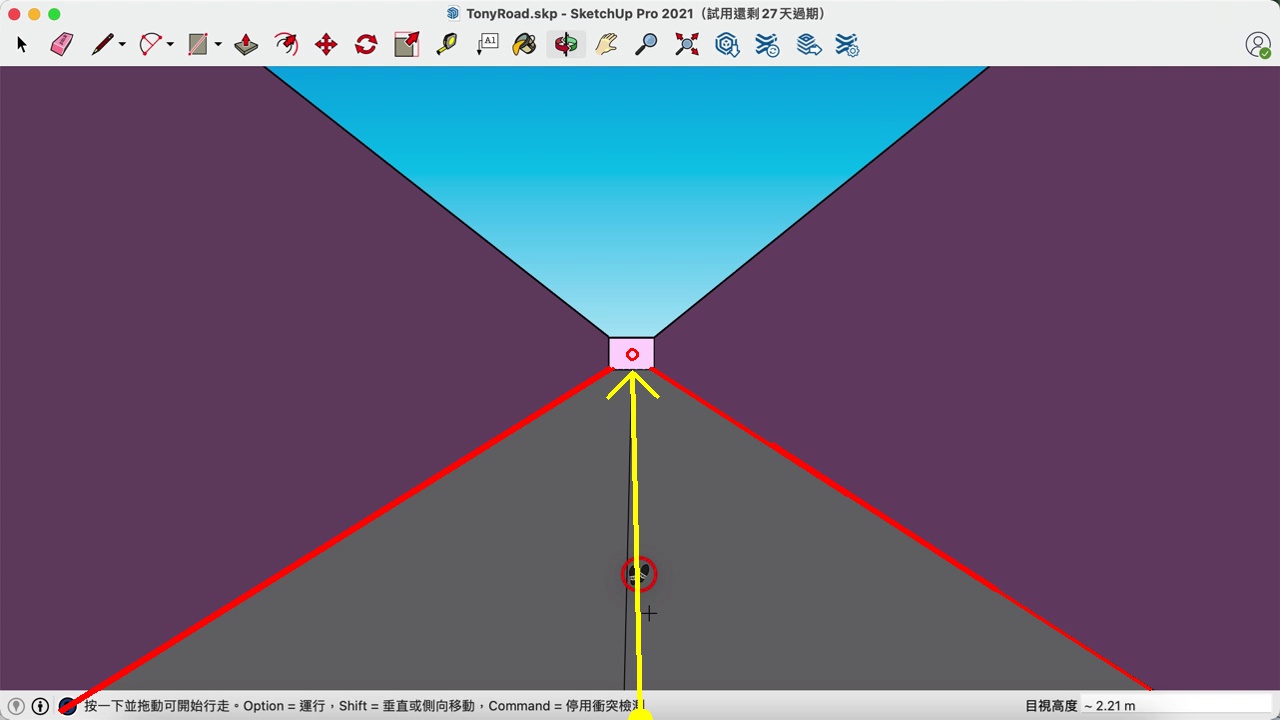 TonyRoad.skp - SketchUp Pro 2021（試用還剩 27 天過期）
A1
按一下並拖動可開始行走。Option = 運行，Shift = 垂直或側向移動，Command = 停用衝突檢測
目視高度 ~ 2.21 m